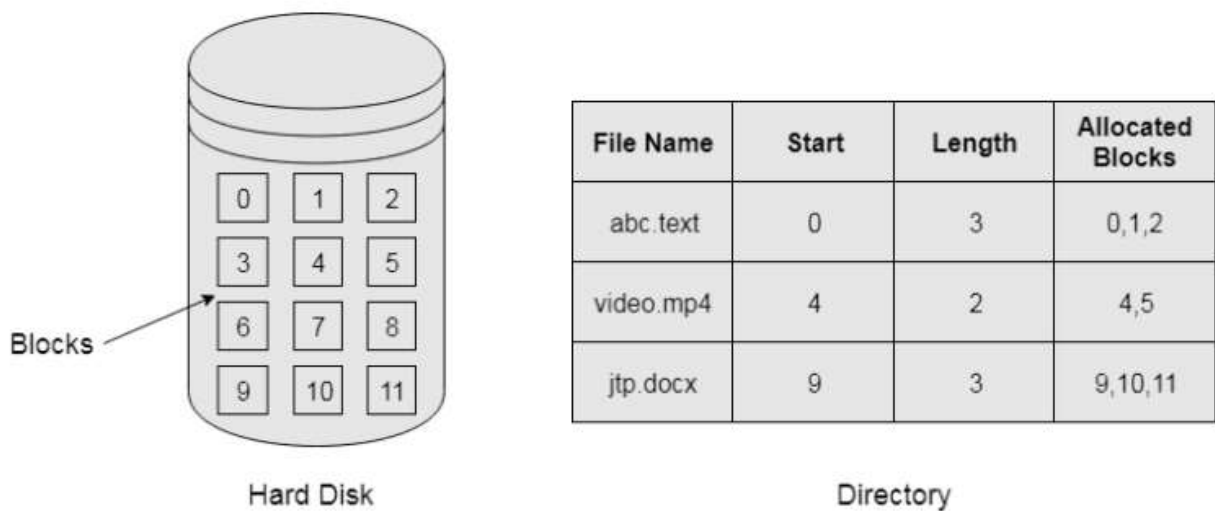 0 1 2
3 4 5
6 7 8
9 10 11
Blocks
Hard Disk
File Name Start Length Allocated Blocks
abc.text 0 3 0,1,2
video.mp4 4 2 4,5
jtp.docx 9 3 9,10,11
Directory